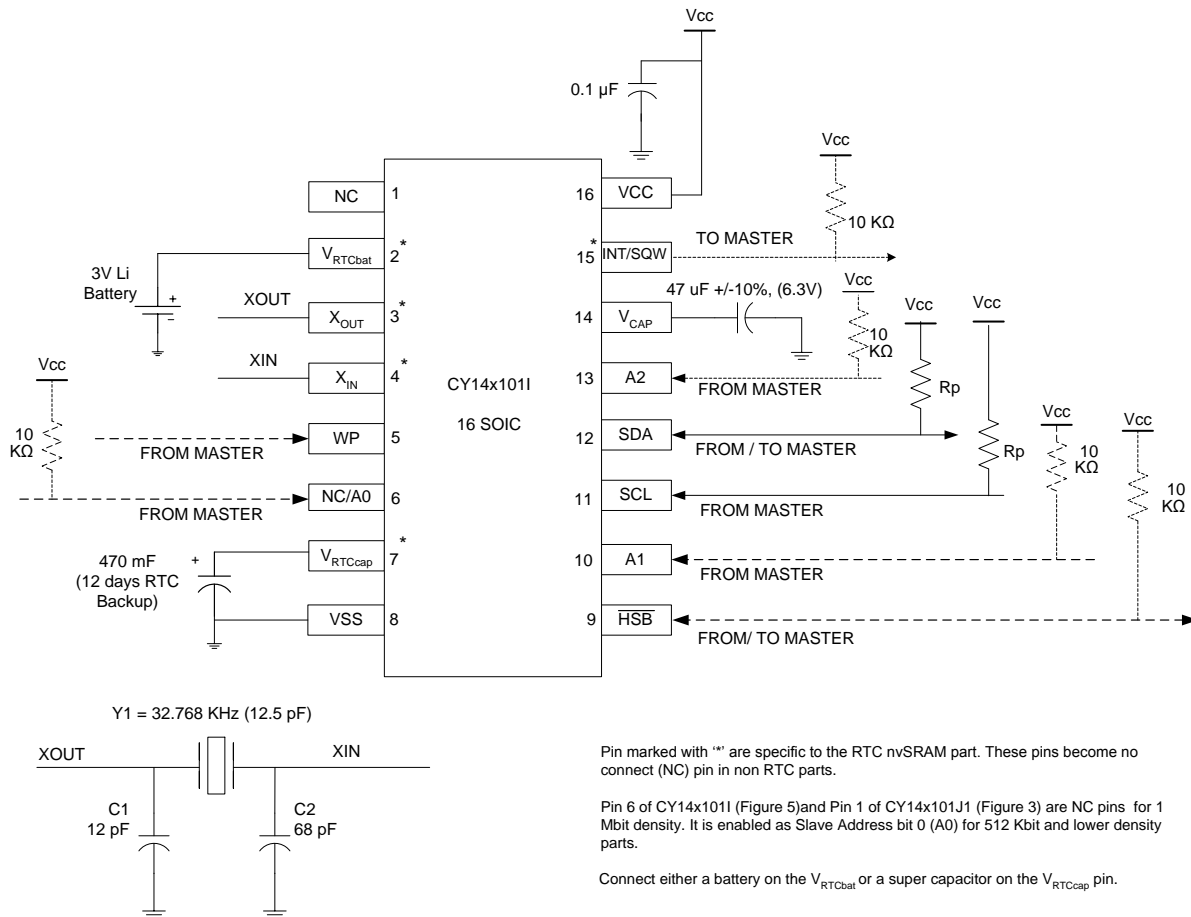 Vcc
0.1 µF
Vcc
10 KΩ
NC 1
16 VCC
TO MASTER
VRTCbat 2*
*15 INT/SQW
3V Li
Battery
+
–
47 uF +/-10%, (6.3V)
Vcc
Vcc
Vcc
XOUT
XOUT 3*
14 VCAP
10
KΩ
XIN
XIN 4*
CY14x101I
16 SOIC
13 A2
FROM MASTER
Rp
Vcc
10
KΩ
WP 5
FROM MASTER
12 SDA
FROM / TO MASTER
Rp
Vcc
10
KΩ
Vcc
10
KΩ
NC/A0 6
FROM MASTER
11 SCL
FROM MASTER
470 mF
(12 days RTC
Backup)
+
VRTCcap 7*
10 A1
FROM MASTER
VSS 8
9 HSB
FROM/ TO MASTER
Y1 = 32.768 KHz (12.5 pF)
XOUT
XIN
C1
12 pF
C2
68 pF
Pin marked with ‘*’ are specific to the RTC nvSRAM part. These pins become no
connect (NC) pin in non RTC parts.
Pin 6 of CY14x101I (Figure 5)and Pin 1 of CY14x101J1 (Figure 3) are NC pins for 1
Mbit density. It is enabled as Slave Address bit 0 (A0) for 512 Kbit and lower density
parts.
Connect either a battery on the VRTCbat or a super capacitor on the VRTCcap pin.